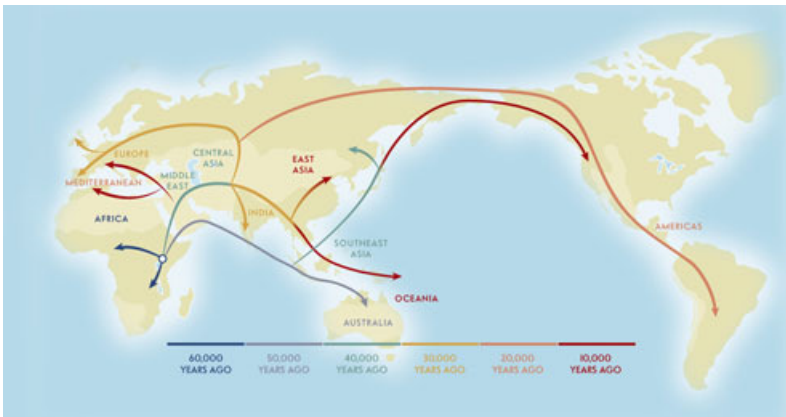 EUROPE
CENTRAL
ASIA
EAST
ASIA
MEDITERRANEAN
MIDDLE
EAST
AFRICA
INDIA
AMERICAS
SOUTHEAST
ASIA
OCEANIA
AUSTRALIA
60,000
YEARS AGO
50,000
YEARS AGO
40,000
YEARS AGO
30,000
YEARS AGO
20,000
YEARS AGO
10,000
YEARS AGO